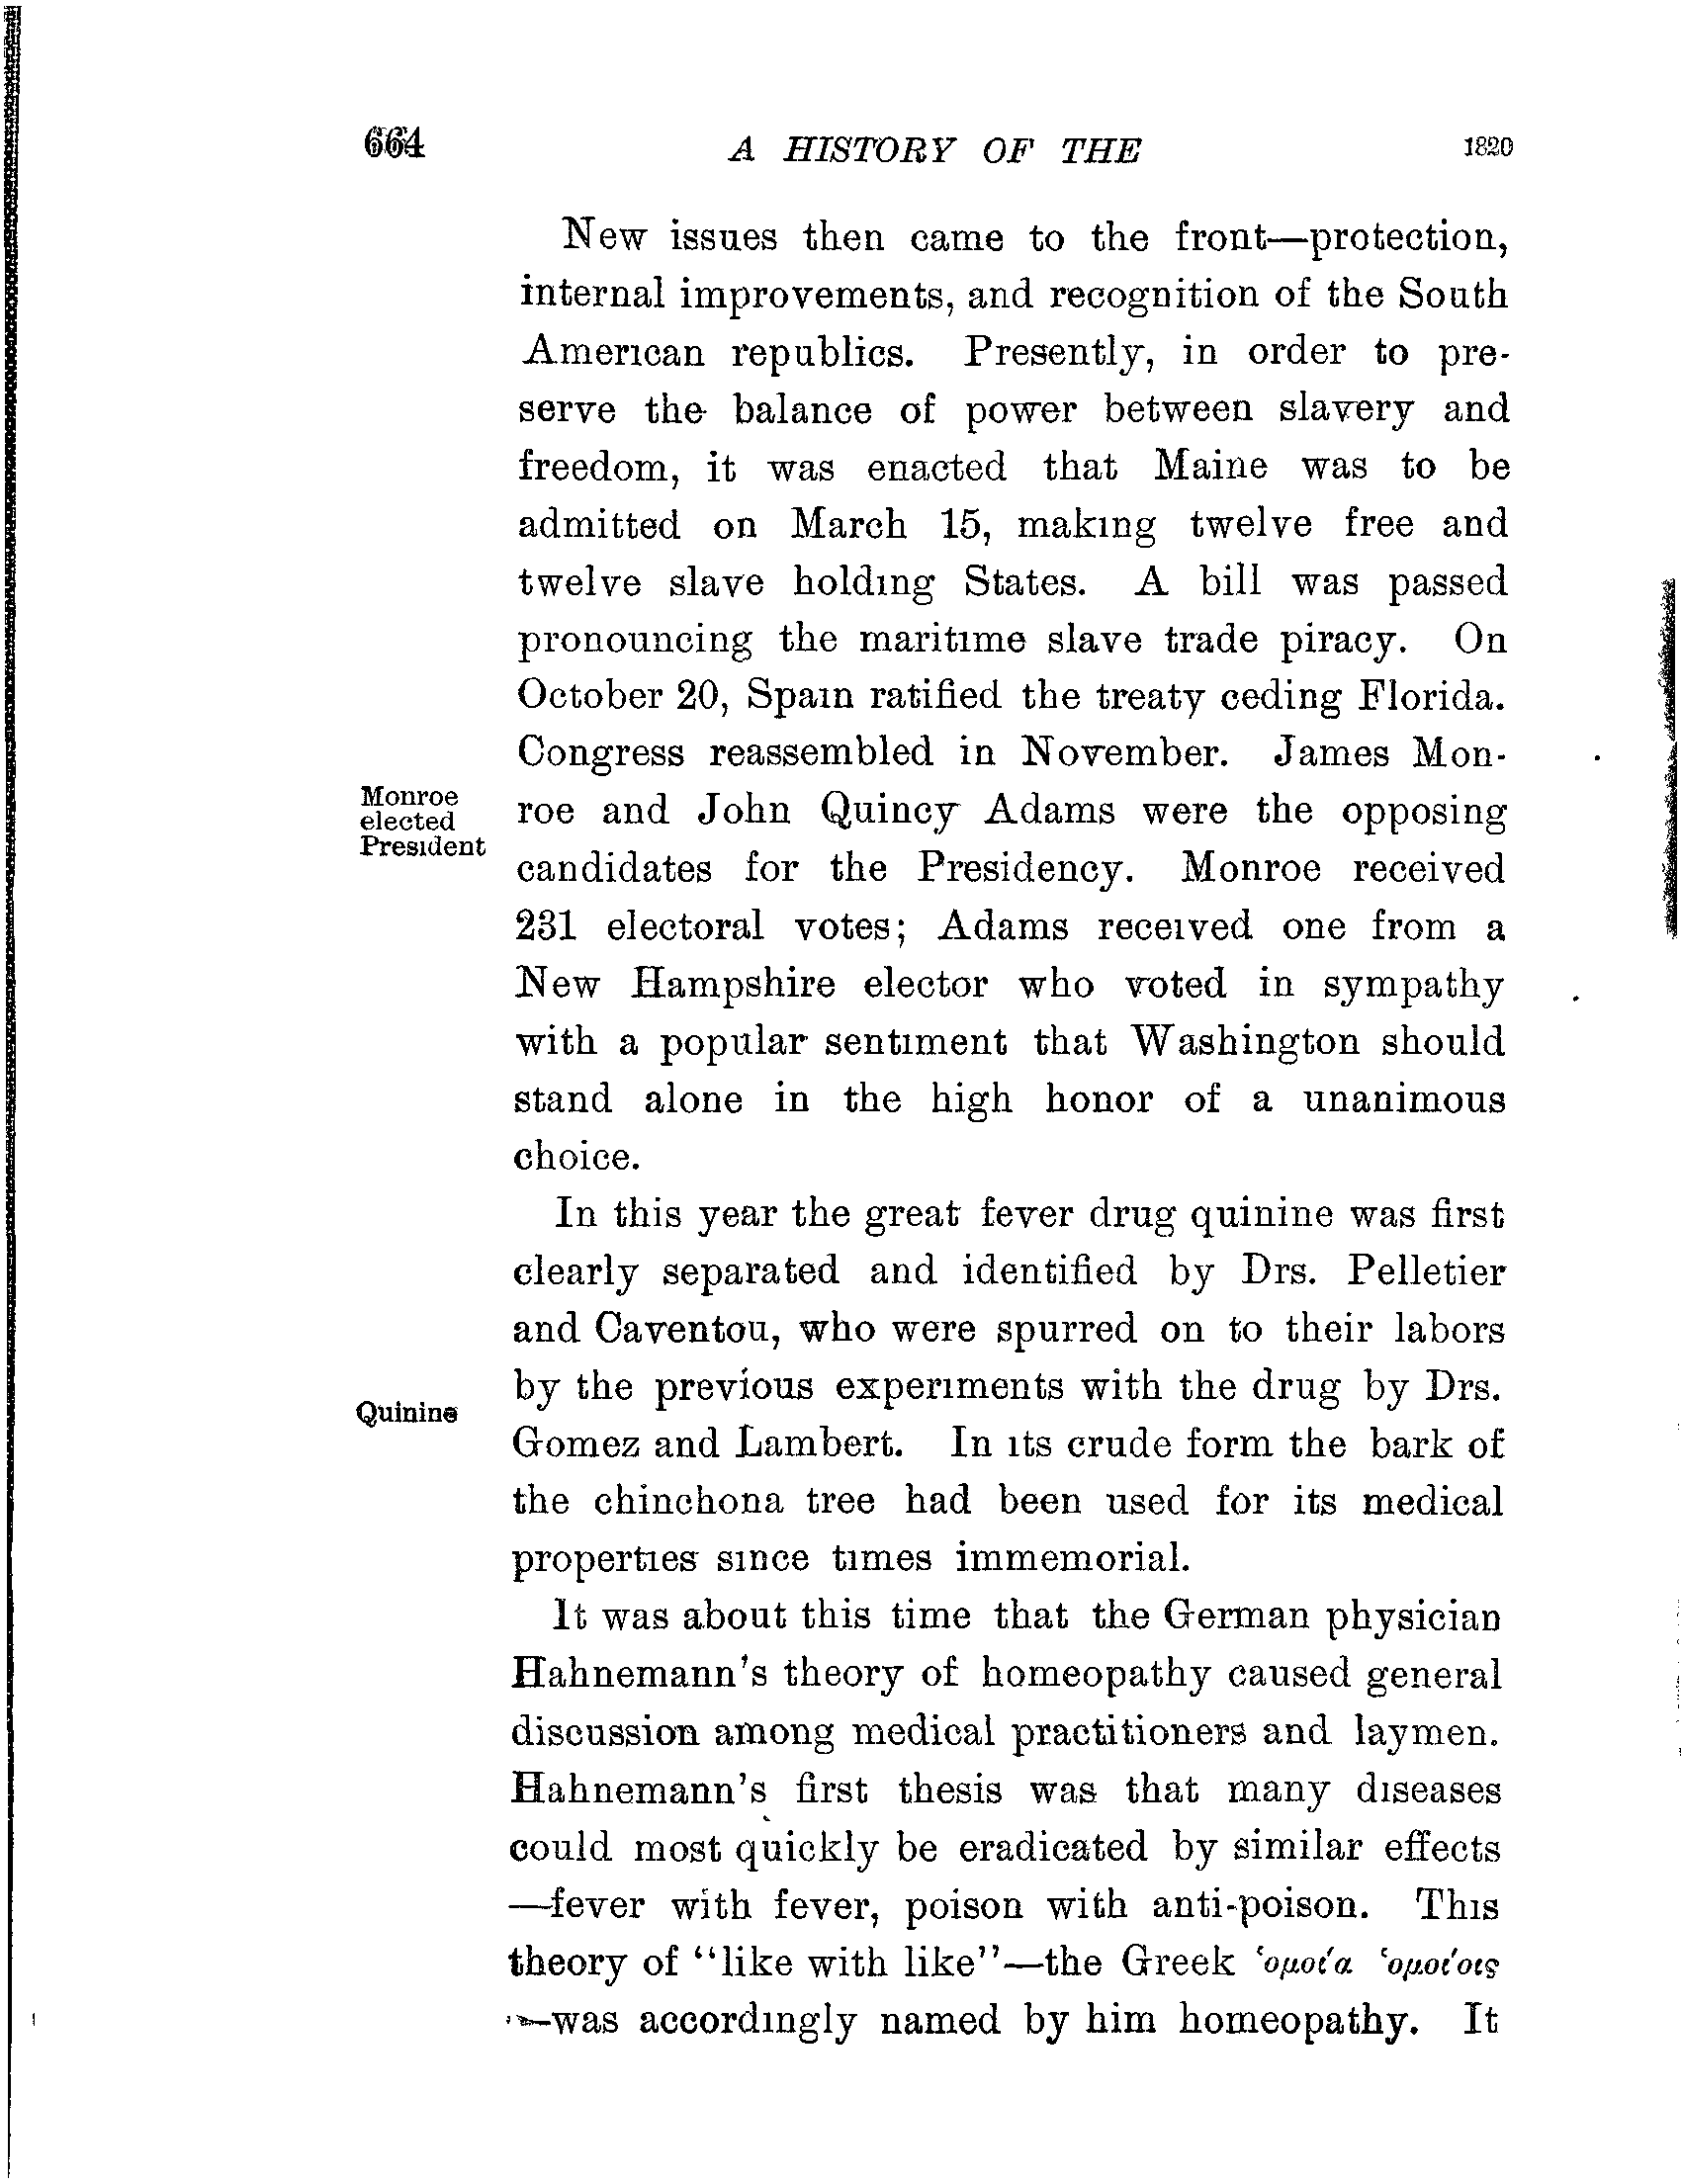 664 A HISTORY OF THE 1820
New issues then came to the front—protection,
internal improvements, and recognition of the South
American republics. Presently, in order to pre-
serve the balance of power between slavery and
freedom, it was enacted that Maine was to be
admitted on March 15, making twelve free and
twelve slave holding States. A bill was passed
pronouncing the maritime slave trade piracy. On
October 20, Spain ratified the treaty ceding Florida.
Congress reassembled in November. James Mon-
Monroe
elected
President
roe and John Quincy Adams were the opposing
candidates for the Presidency. Monroe received
231 electoral votes; Adams received one from a
New Hampshire elector who voted in sympathy
with a popular sentiment that Washington should
stand alone in the high honor of a unanimous
choice.
In this year the great fever drug quinine was first
clearly separated and identified by Drs. Pelletier
and Caventou, who were spurred on to their labors
by the previous experiments with the drug by Drs.
Quinine
Gomez and Lambert. In its crude form the bark of
the chinchona tree had been used for its medical
properties since times immemorial.
It was about this time that the German physician
Hahnemann's theory of homeopathy caused general
discussion among medical practitioners and laymen.
Hahnemann's first thesis was that many diseases
could most quickly be eradicated by similar effects
—fever with fever, poison with anti-poison. This
theory of "like with like"—the Greek ‘ομοί́α ‘ομοίοις
—was accordingly named by him homeopathy. It